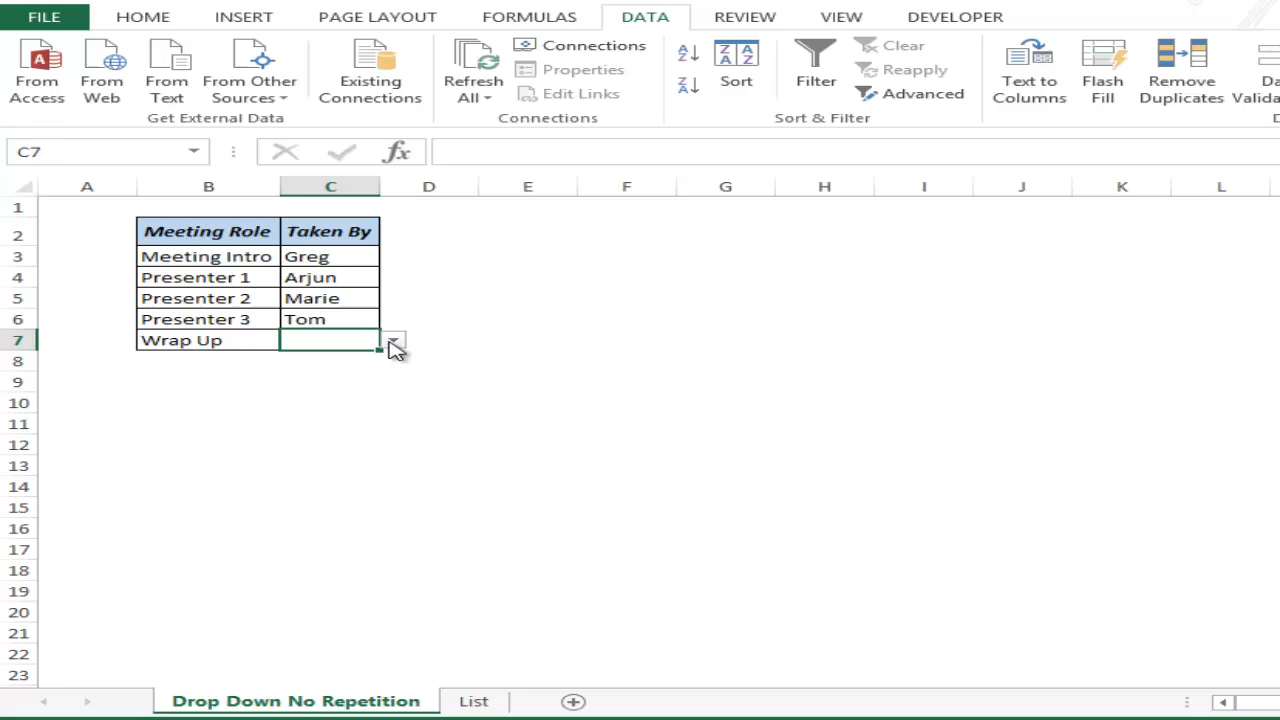 FILE HOME INSERT PAGE LAYOUT FORMULAS DATA REVIEW VIEW DEVELOPER
From Access
From Web
From Text
From Other Sources
Existing Connections
Get External Data
Refresh All
Connections
Properties
Edit Links
Connections
Sort
Filter
Clear
Reapply
Advanced
Sort & Filter
Text to Columns
Flash Fill
Remove Duplicates
C7
fx
A B C D E F G H I J K L
1
2 Meeting Role Taken By
3 Meeting Intro Greg
4 Presenter 1 Arjun
5 Presenter 2 Marie
6 Presenter 3 Tom
7 Wrap Up
8
9
10
11
12
13
14
15
16
17
18
19
20
21
22
23
Drop Down No Repetition List